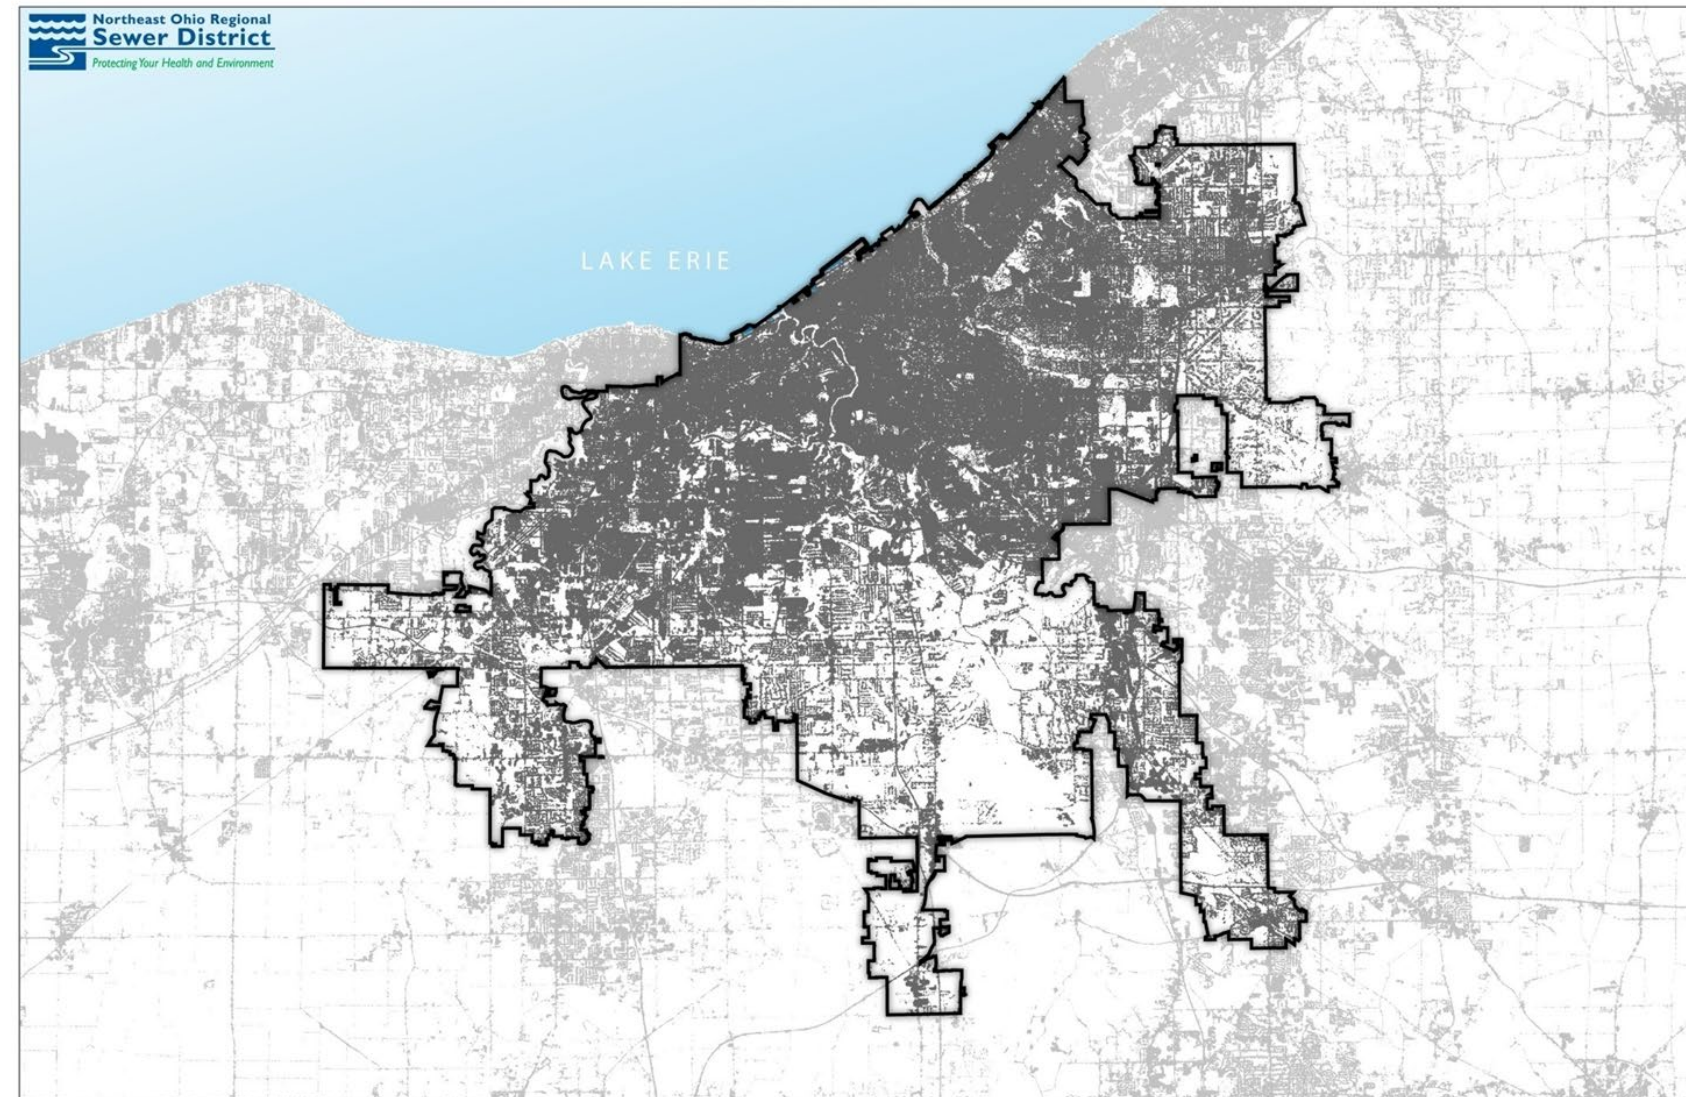 Northeast Ohio Regional
Sewer District
Protecting Your Health and Environment
LAKE ERIE